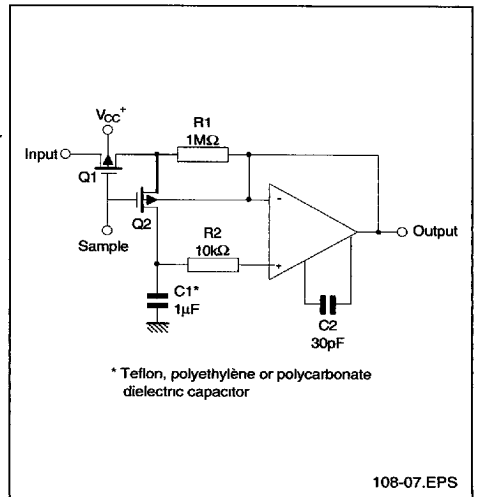 VCC+
R1
1MΩ
Input
Q1
Q2
-
Sample
R2
10kΩ
+
Output
C1*
1μF
C2
30pF
* Teflon, polyethylène or polycarbonate
dielectric capacitor
108-07.EPS